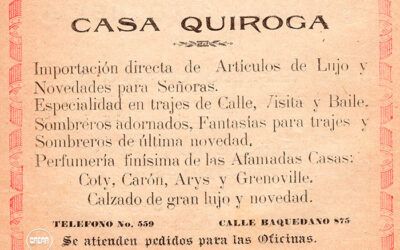 CASA QUIROGA
Importación directa de Artículos de Lujo y
Novedades para Señoras.
Especialidad en trajes de Calle, Visita y Baile.
Sombreros adornados, Fantasías para trajes y
Sombreros de última novedad.
Perfumería finísima de las Afamadas Casas:
Coty, Carón, Arys y Grenoville.
Calzado de gran lujo y novedad.
TELEFONO No. 559 CALLE BAQUEDANO 875
Se atienden pedidos para las Oficinas.